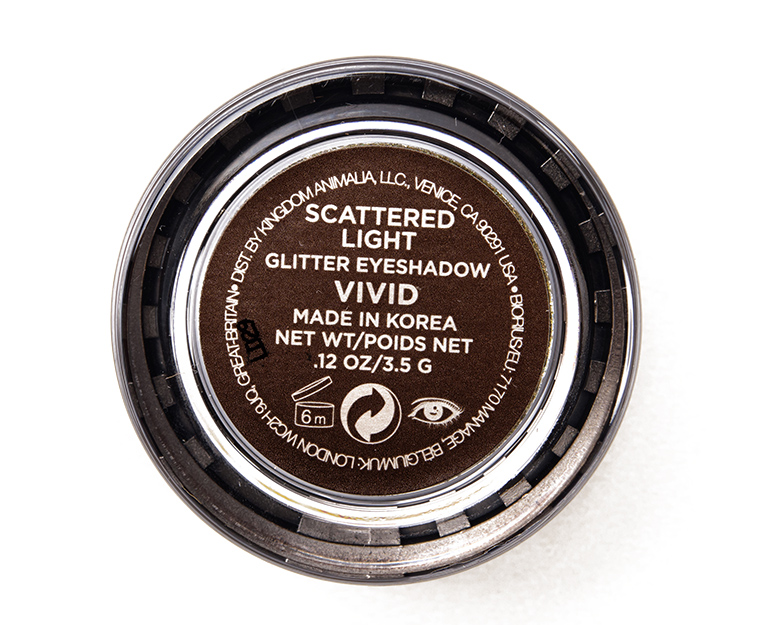 DIST. BY KINGDOM ANIMALIA, LLC., VENICE, CA 90291 USA • BIORIUS/EU: 7170 MANAGE, BELGIUM/UK: LONDON WC2H 9JQ, GREAT-BRITAIN •
SCATTERED
LIGHT
GLITTER EYESHADOW
VIVID
MADE IN KOREA
NET WT/POIDS NET
.12 OZ/3.5 G
6 m